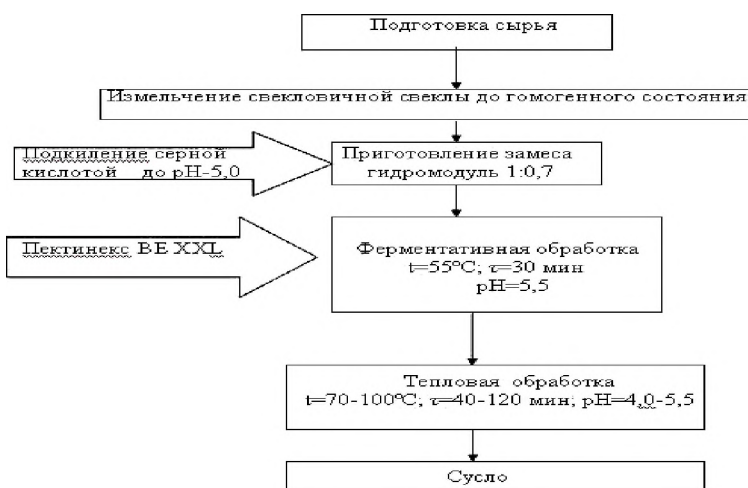 Подготовка сырья
Измельчение свекловичной свеклы до гомогенного состояния
Подкиление серной
кислотой до pH-5,0
Приготовление замеса
гидромодуль 1:0,7
Пектинекс BE XXL
Ферментативная обработка
t=55°C; τ=30 мин
pH=5,5
Тепловая обработка
t=70-100°C; τ=40-120 мин; pH=4,0-5,5
Сусло